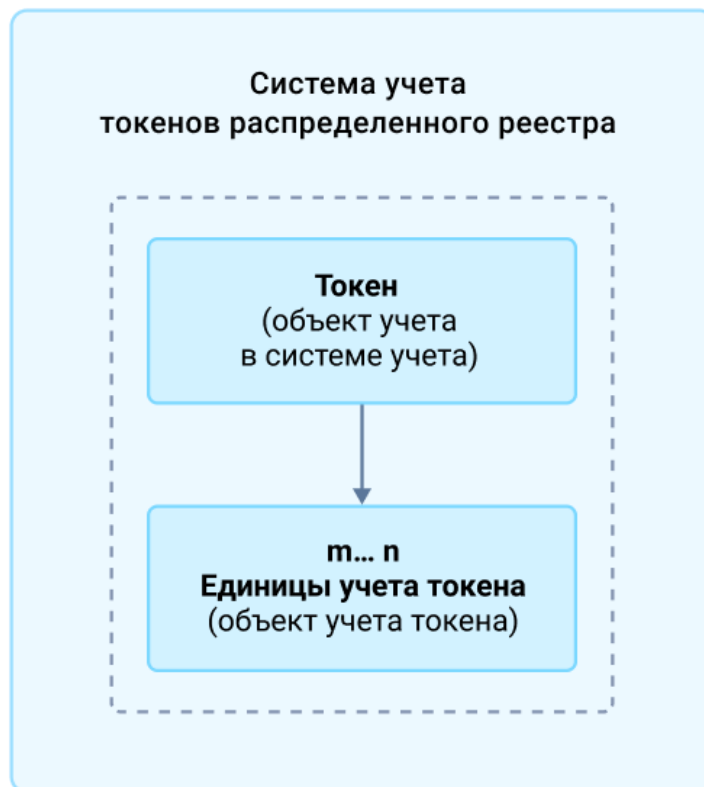 Система учета
токенов распределенного реестра
Токен
(объект учета
в системе учета)
m... n
Единицы учета токена
(объект учета токена)